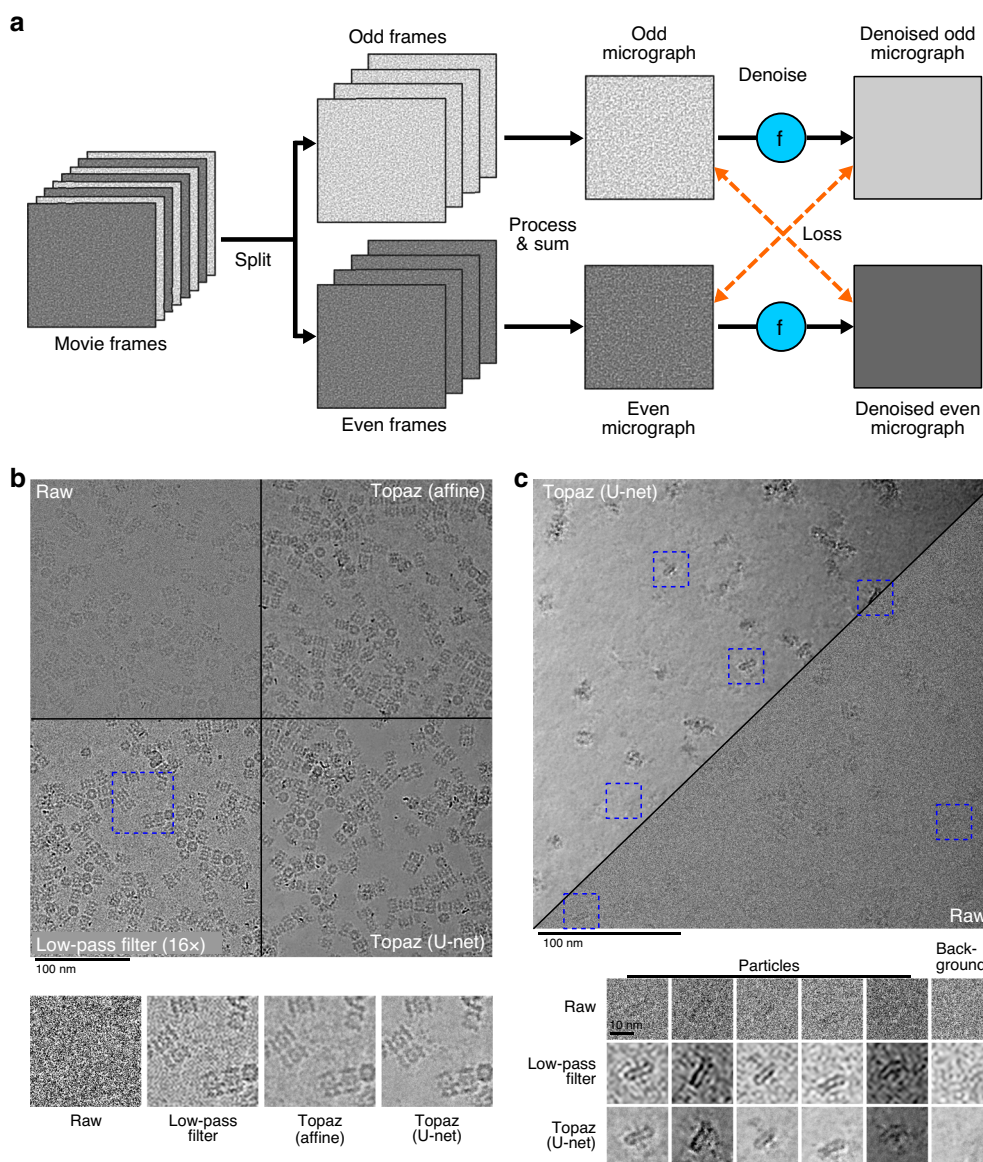 a
Odd frames
Odd
micrograph
Denoised odd
micrograph
Denoise
f
Split
Process
& sum
Loss
Movie frames
f
Even frames
Even
micrograph
Denoised even
micrograph
b
Raw
Topaz (affine)
Low-pass filter (16×)
Topaz (U-net)
100 nm
Raw
Low-pass
filter
Topaz
(affine)
Topaz
(U-net)
c
Topaz (U-net)
Raw
100 nm
Particles
Back-
ground
Raw
10 nm
Low-pass
filter
Topaz
(U-net)